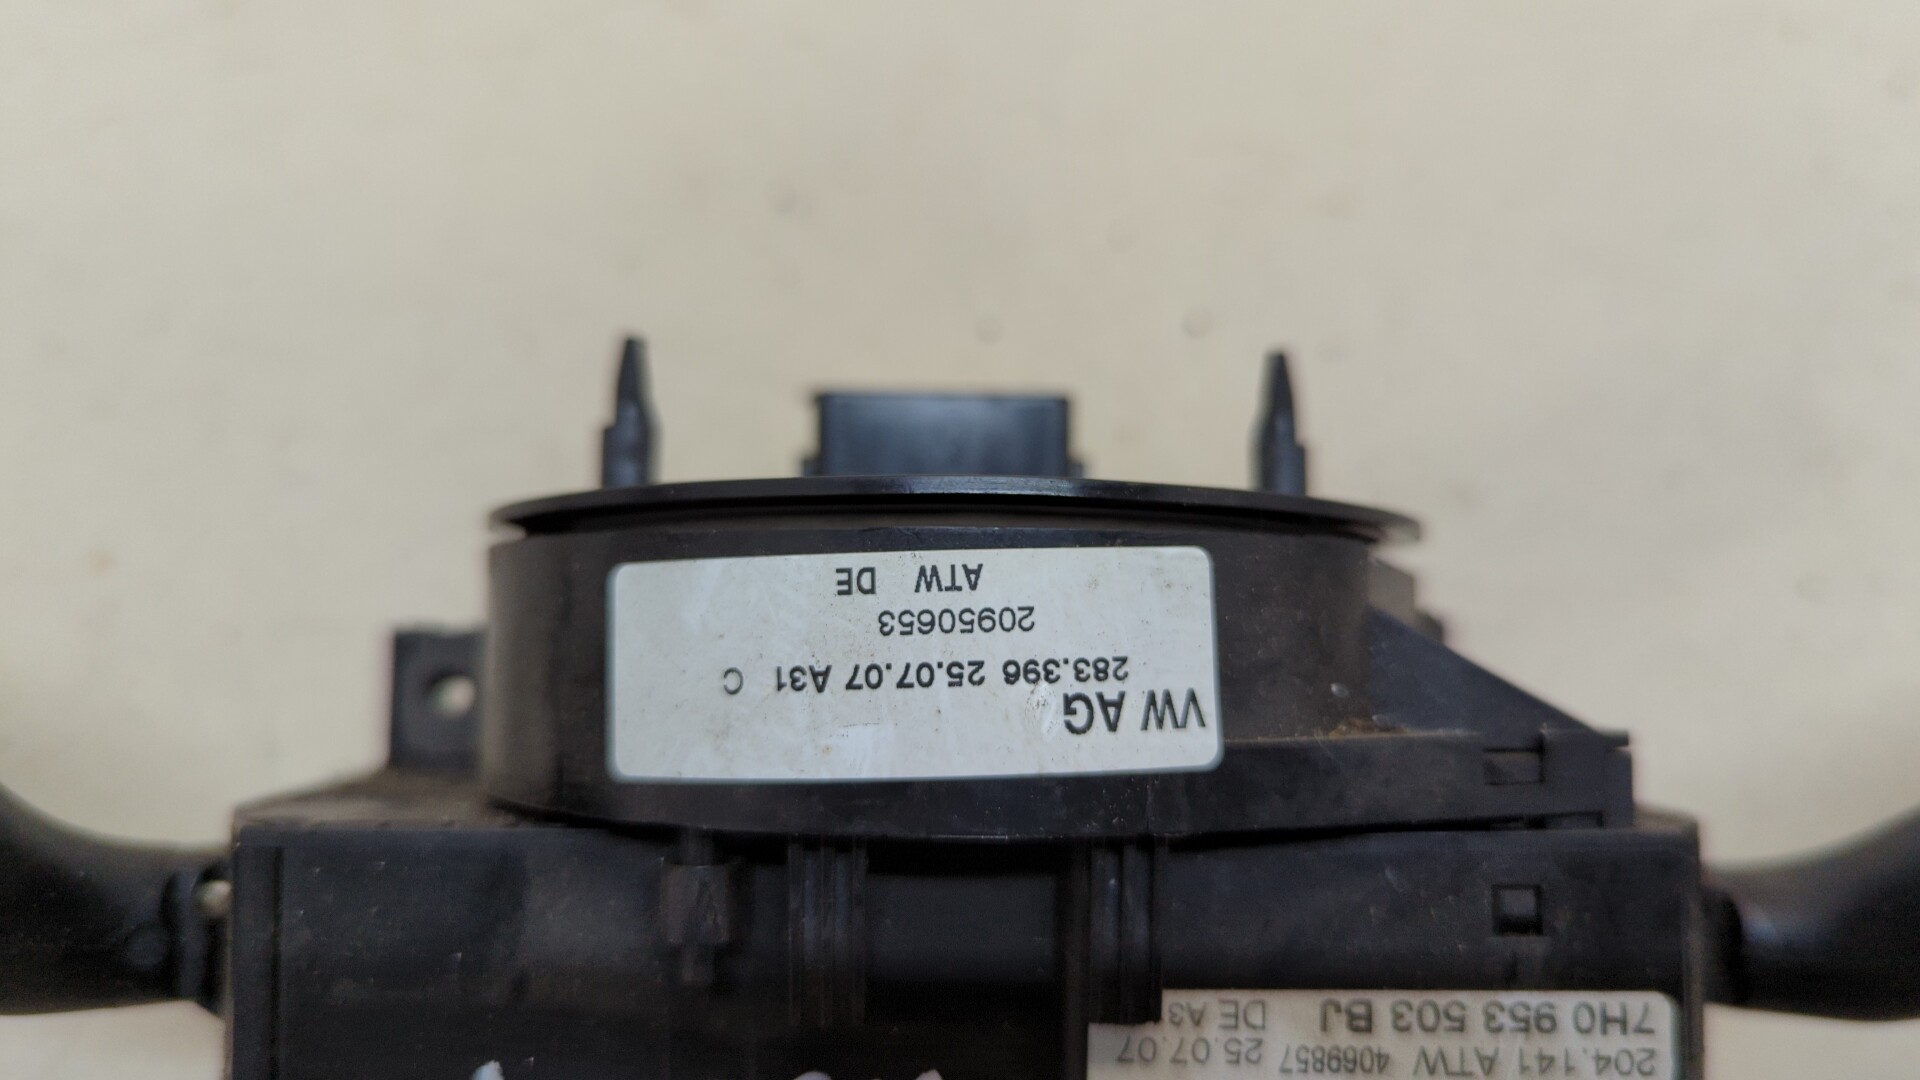 VW AG
283.396 25.07.07 A31 C
20950653
ATW DE
204.141 ATW 4069857 25.07.07
7H0 953 503 BJ DE